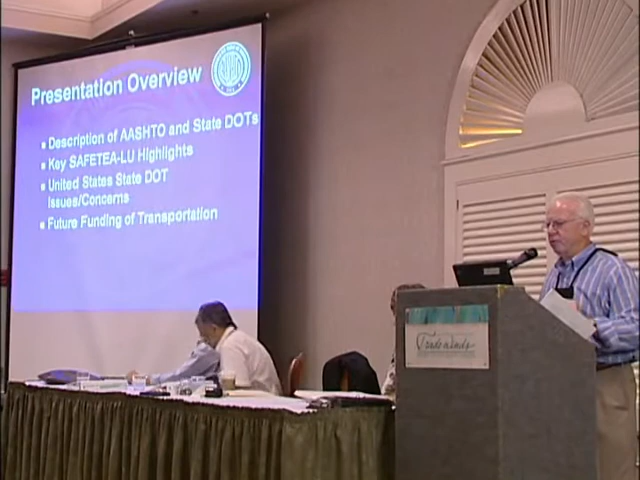 Presentation Overview
Description of AASHTO and State DOTs
Key SAFETEA-LU Highlights
United States State DOT
Issues/Concerns
Future Funding of Transportation
Tradewinds